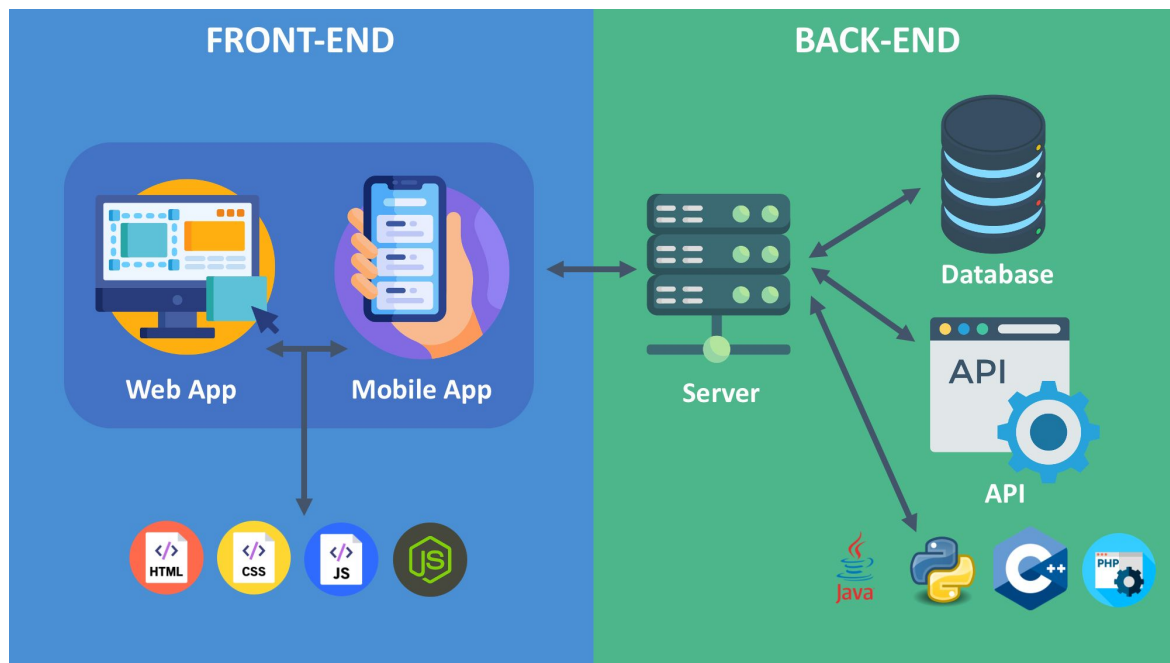 FRONT-END
BACK-END
Web App
Mobile App
</>
HTML
</>
CSS
</>
JS
JS
Server
Database
API
API
Java
C++
PHP